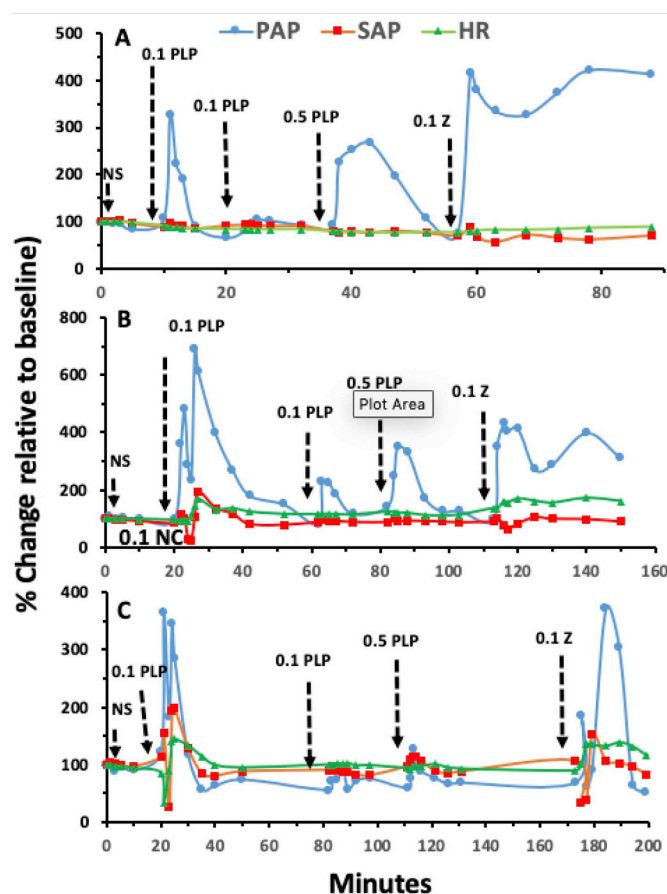 500
A
PAP SAP HR
0.1 PLP
400
0.1 PLP
0.5 PLP
0.1 Z
300
200
NS
100
0
0 20 40 60 80
800
B
0.1 PLP
600
0.5 PLP
Plot Area
0.1 PLP
0.1 Z
400
NS
200
0.1 NC
0
0 20 40 60 80 100 120 140 160
% Change relative to baseline)
400
C
300
0.1 PLP
0.5 PLP
0.1 Z
0.1 PLP
200
NS
100
0
0 20 40 60 80 100 120 140 160 180 200
Minutes